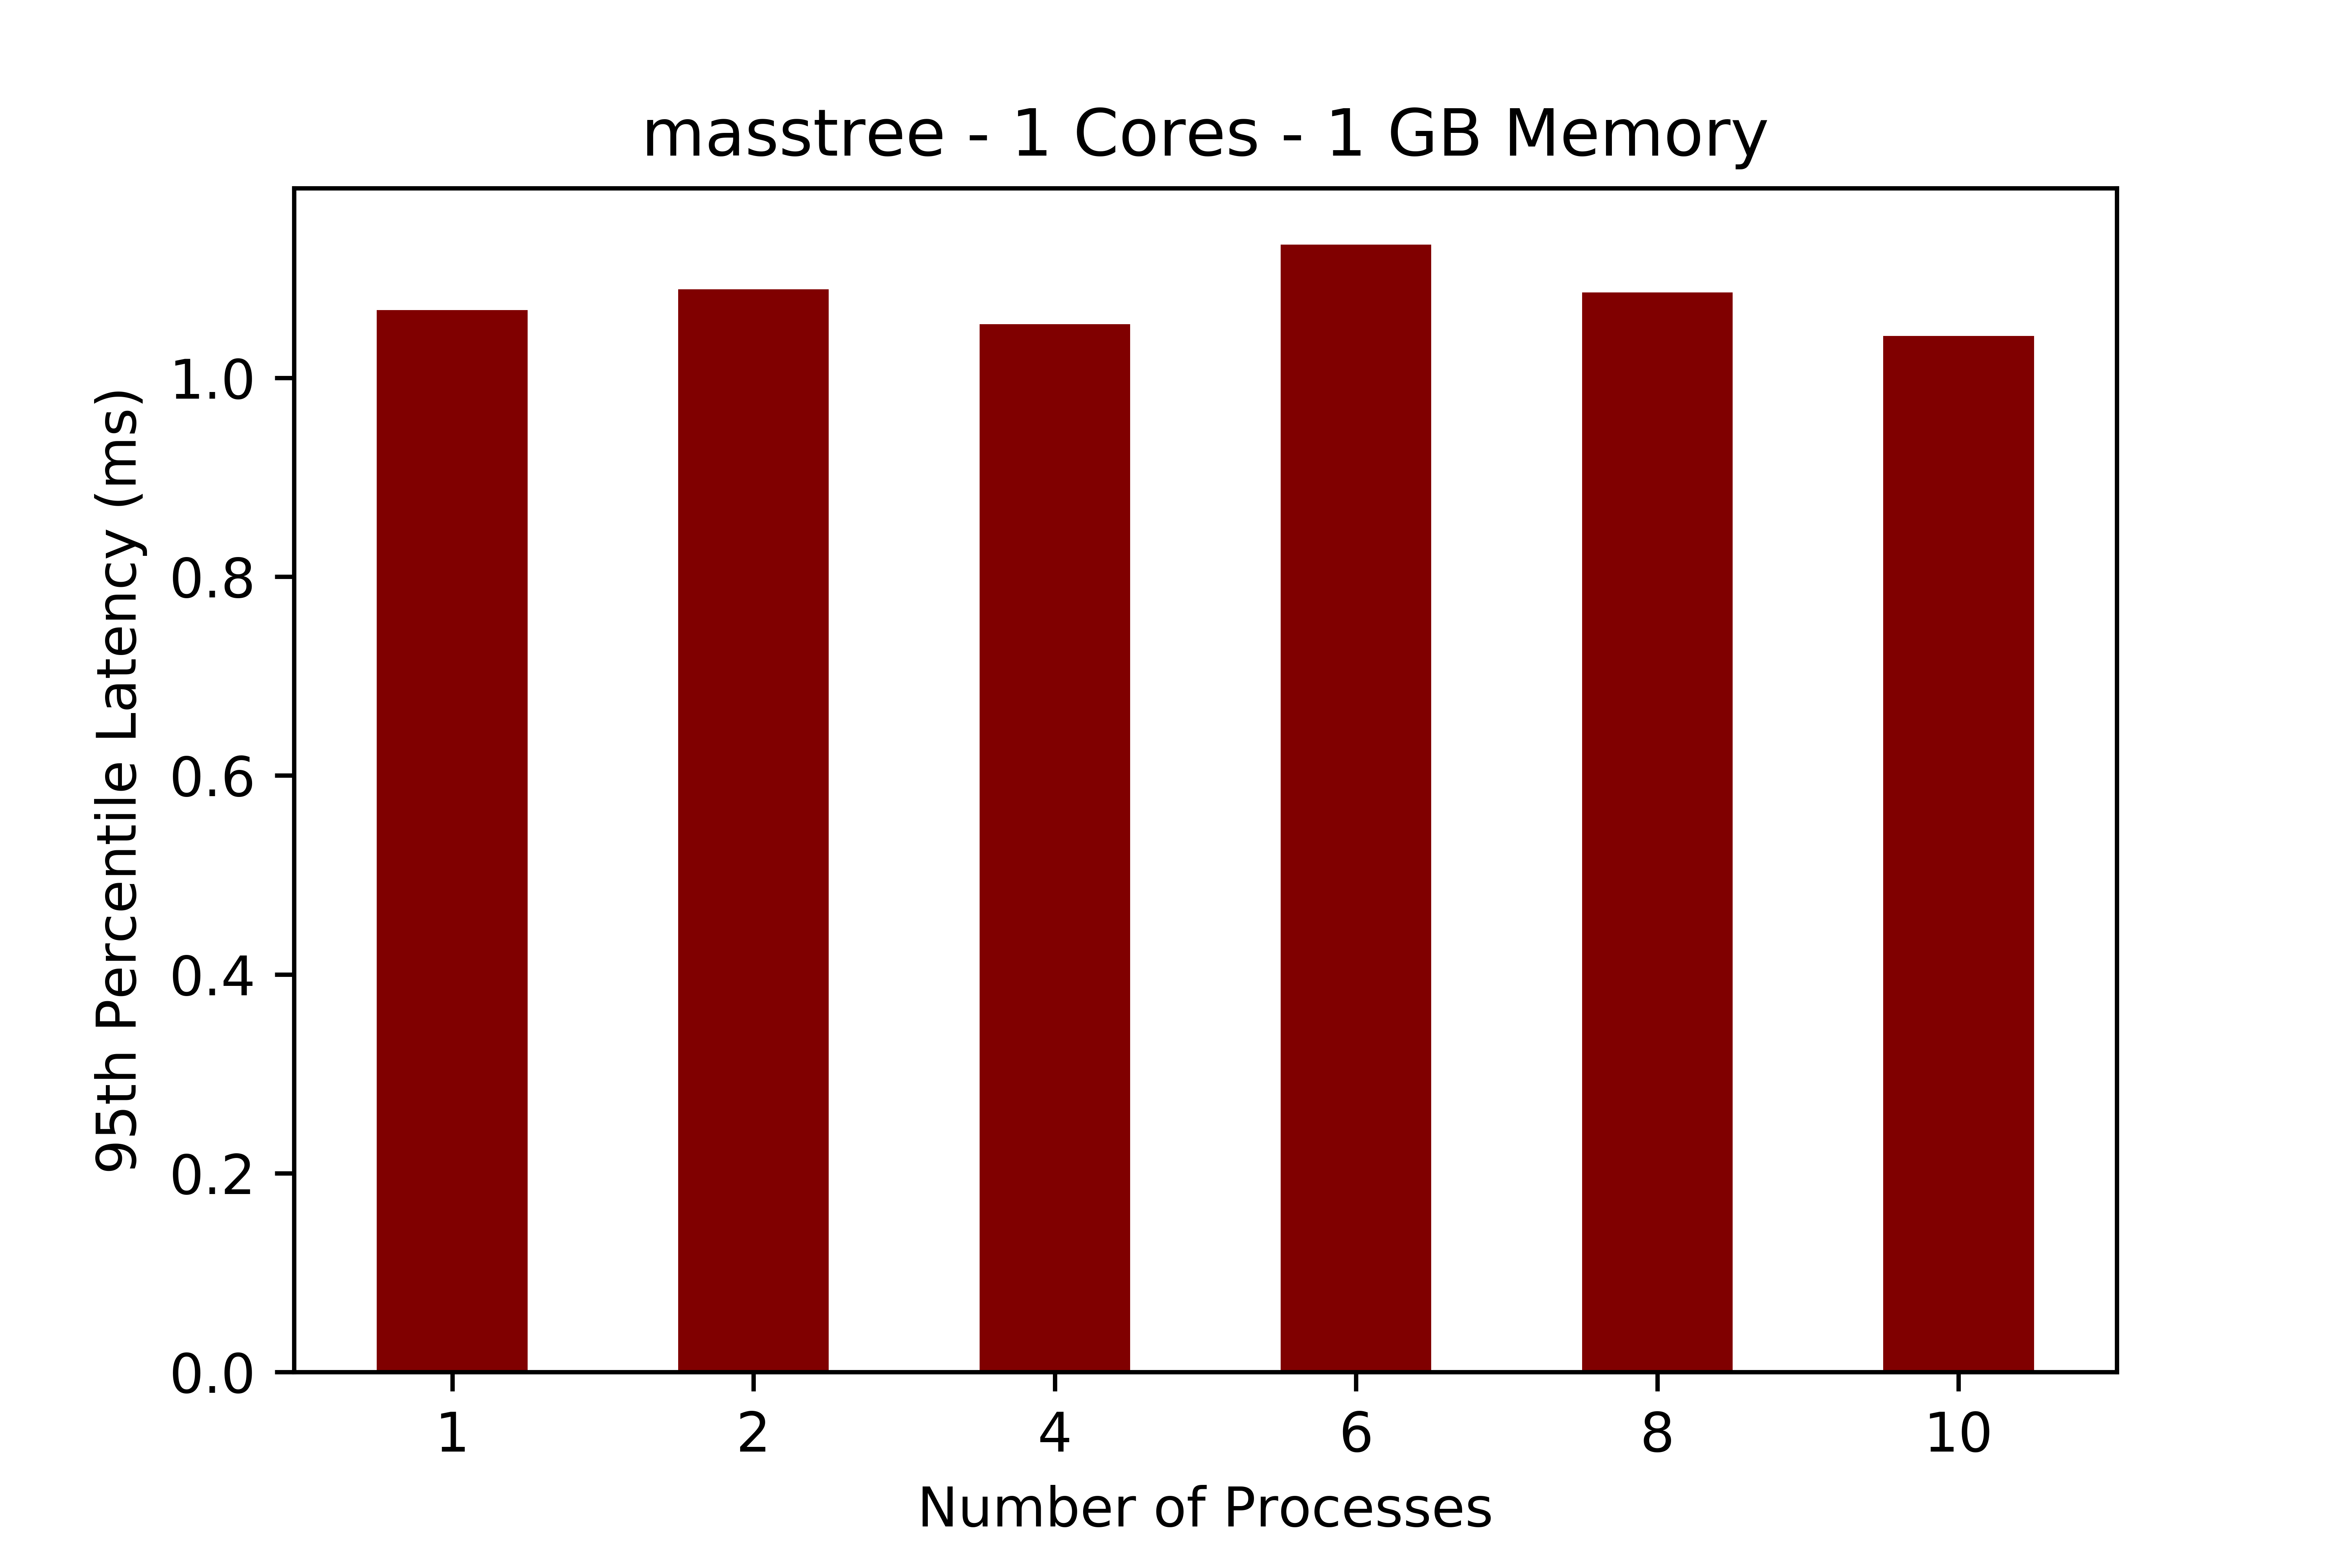 masstree - 1 Cores - 1 GB Memory
95th Percentile Latency (ms)
1.0
0.8
0.6
0.4
0.2
0.0
1 2 4 6 8 10
Number of Processes